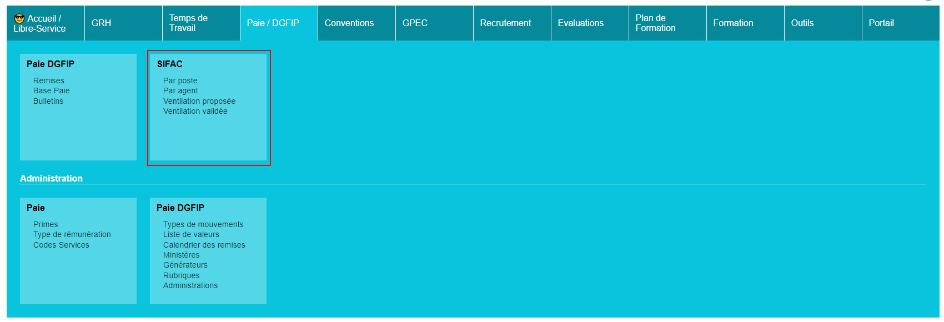 Accueil /
Libre-Service
GRH
Temps de
Travail
Paie / DGFIP
Conventions
GPEC
Recrutement
Evaluations
Plan de
Formation
Formation
Outils
Portail
Paie DGFIP
Remises
Base Paie
Bulletins
SIFAC
Par poste
Par agent
Ventilation proposée
Ventilation validée
Administration
Paie
Primes
Type de rémunération
Codes Services
Paie DGFIP
Types de mouvements
Liste de valeurs
Calendrier des remises
Ministères
Générateurs
Rubriques
Administrations